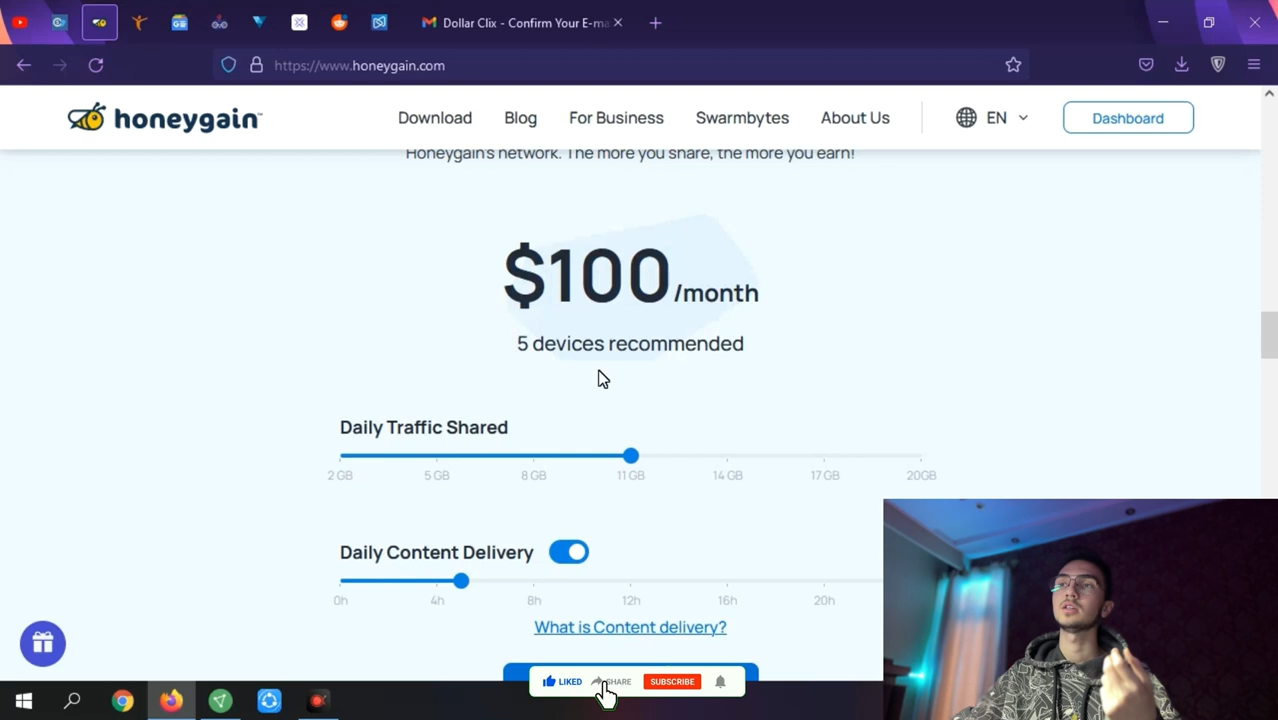 Dollar Clix - Confirm Your E-ma
https://www.honeygain.com
honeygain
Download
Blog
For Business
Swarmbytes
About Us
EN
Dashboard
Honeygain's network. The more you share, the more you earn!
$100 /month
5 devices recommended
Daily Traffic Shared
2 GB 5 GB 8 GB 11 GB 14 GB 17 GB 20GB
Daily Content Delivery
0h 4h 8h 12h 16h 20h
What is Content delivery?
LIKED SHARE SUBSCRIBE